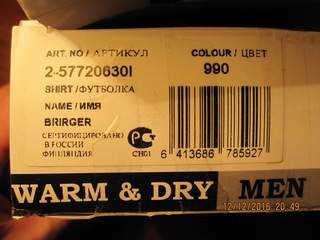 ART. NO / АРТИКУЛ COLOUR / ЦВЕТ
2-57720630I 990
SHIRT / ФУТБОЛКА
NAME / ИМЯ
BRIRGER
СЕРТИФИЦИРОВАНО
В РОССИИ
ФИНЛЯНДИЯ
СН01 6 413686 785927
WARM & DRY MEN
12/12/2016 20:49